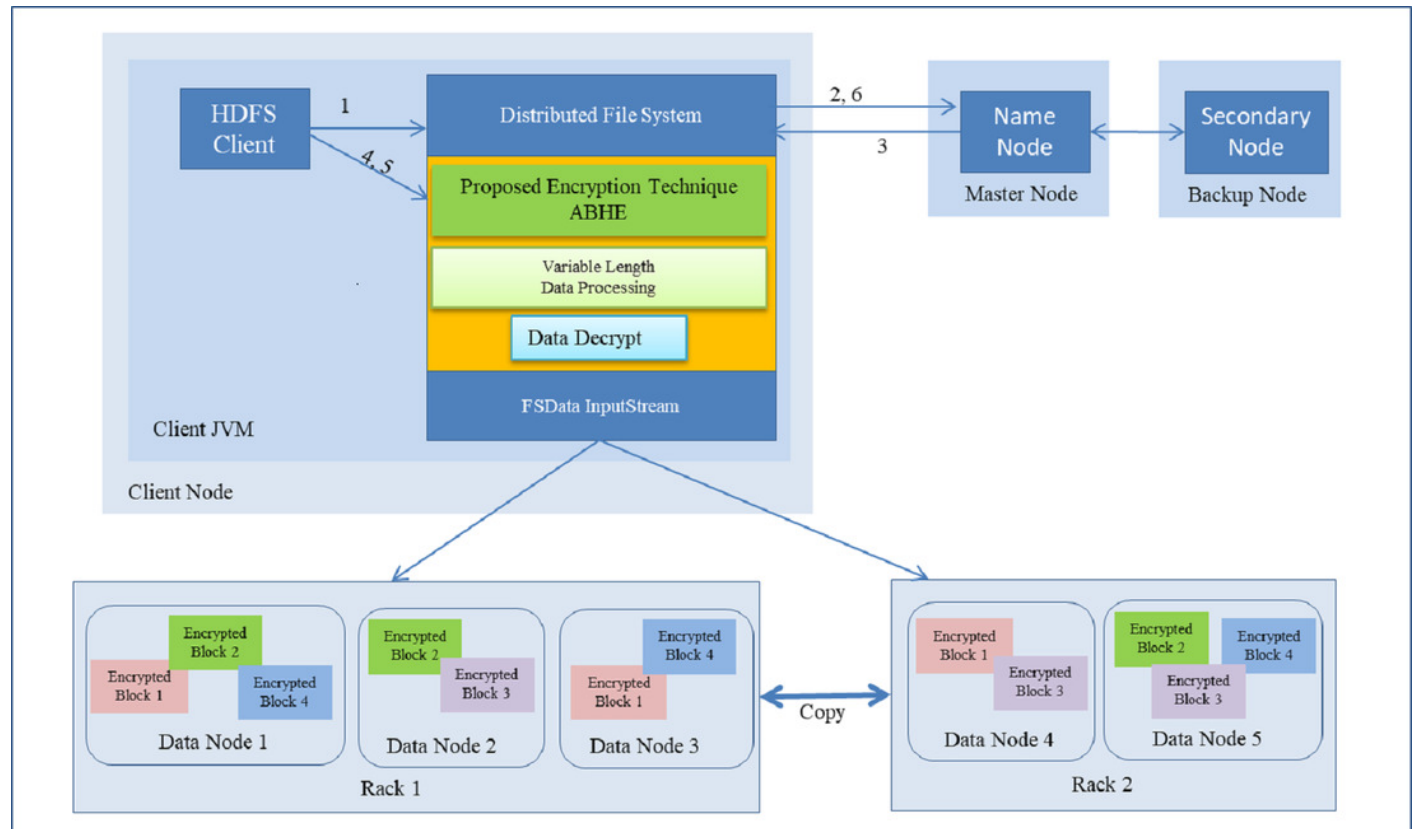 HDFS
Client
1
4, 5
Distributed File System
Proposed Encryption Technique
ABHE
Variable Length
Data Processing
Data Decrypt
FSData InputStream
Client JVM
Client Node
2, 6
3
Name
Node
Master Node
Secondary
Node
Backup Node
Encrypted
Block 1
Encrypted
Block 2
Encrypted
Block 4
Data Node 1
Encrypted
Block 2
Encrypted
Block 3
Data Node 2
Encrypted
Block 4
Encrypted
Block 1
Data Node 3
Rack 1
Copy
Encrypted
Block 1
Encrypted
Block 3
Data Node 4
Encrypted
Block 2
Encrypted
Block 4
Encrypted
Block 3
Data Node 5
Rack 2